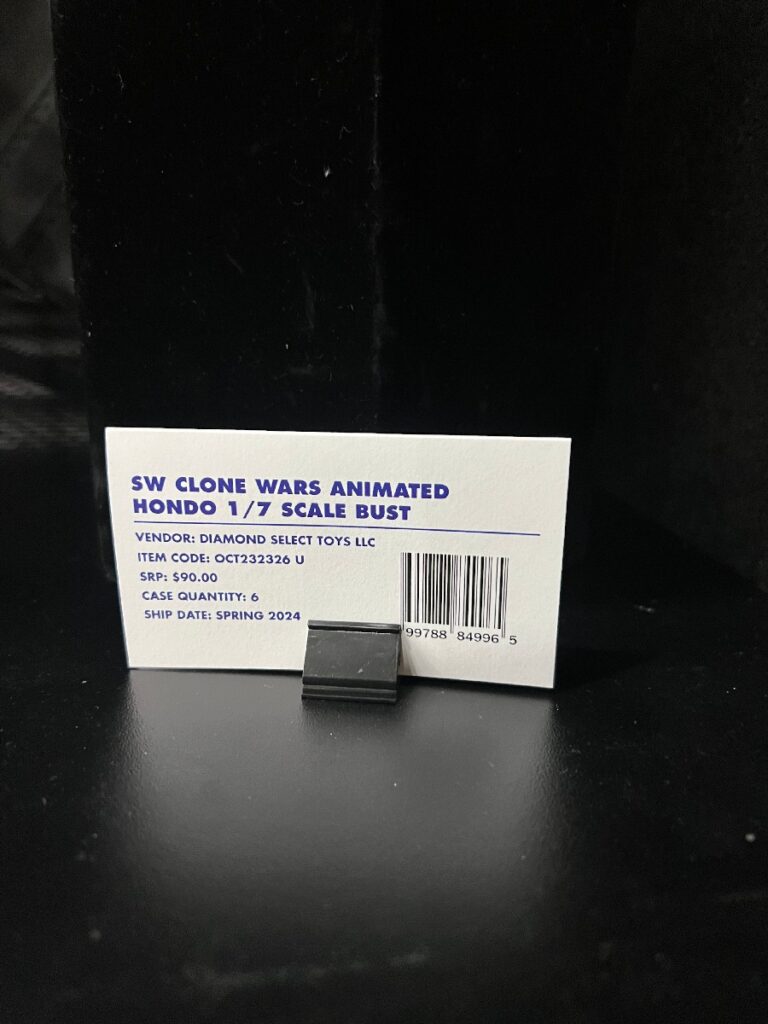 SW CLONE WARS ANIMATED
HONDO 1/7 SCALE BUST
VENDOR: DIAMOND SELECT TOYS LLC
ITEM CODE: OCT232326 U
SRP: $90.00
CASE QUANTITY: 6
SHIP DATE: SPRING 2024
99788 84996 5